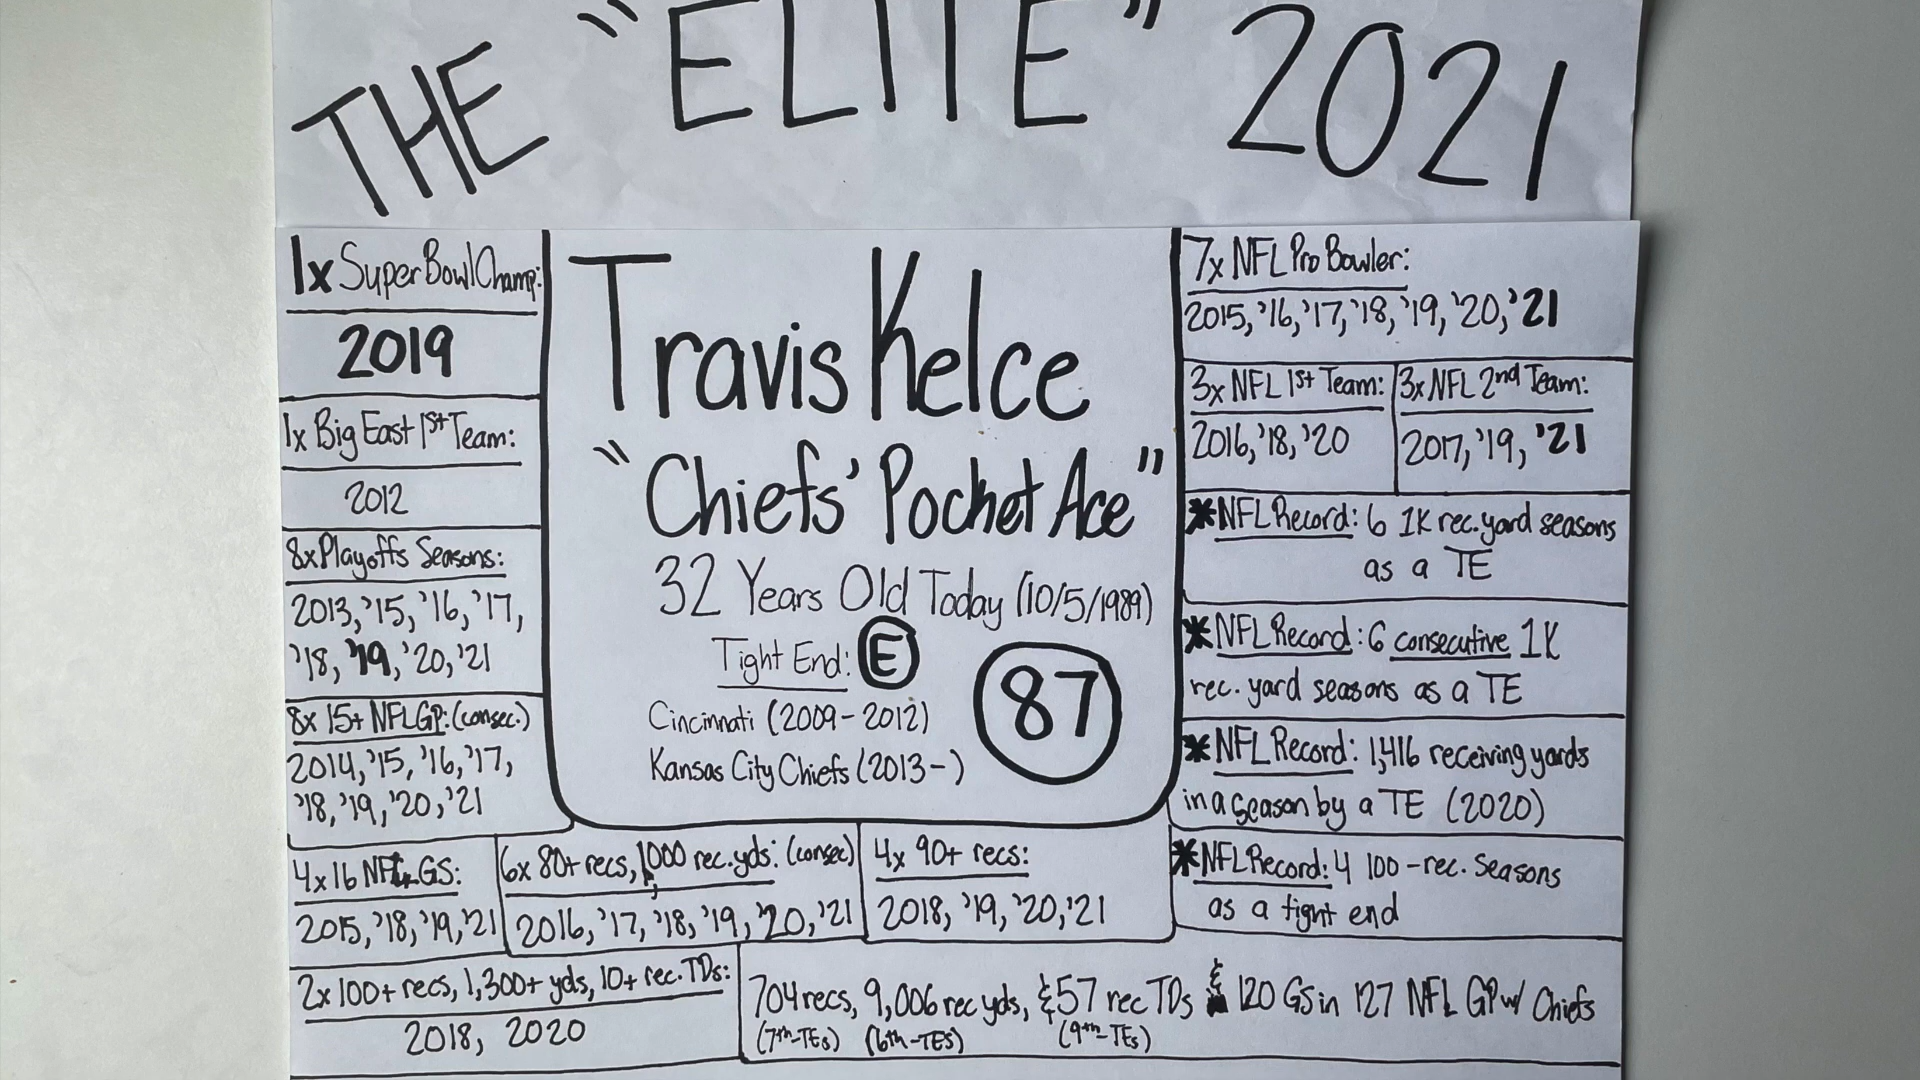 THE "ELITE" 2021
1x Super Bowl Champ:
2019
1x Big East 1st Team:
2012
8x Playoffs Seasons:
2013, '15, '16, '17,
'18, '19, '20, '21
8x 15+ NFL GP: (consec.)
2014, '15, '16, '17,
'18, '19, '20, '21
Travis Kelce
"Chiefs' Pocket Ace"
32 Years Old Today (10/5/1989)
Tight End: E
87
Cincinnati (2009-2012)
Kansas City Chiefs (2013-)
7x NFL Pro Bowler:
2015, '16, '17, '18, '19, '20, '21
3x NFL 1st Team:
2016, '18, '20
3x NFL 2nd Team:
2017, '19, '21
*NFL Record: 6 1K rec. yard seasons
as a TE
*NFL Record: 6 consecutive 1K
rec. yard seasons as a TE
*NFL Record: 1,416 receiving yards
in a season by a TE (2020)
*NFL Record: 4 100-rec. seasons
as a tight end
4x 16 NFL GS:
2015, '18, '19, '21
6x 80+ recs, 1,000 rec. yds: (consec)
2016, '17, '18, '19, '20, '21
4x 90+ recs:
2018, '19, '20, '21
2x 100+ recs, 1,300+ yds, 10+ rec. TDs:
2018, 2020
704 recs, 9,006 rec yds, & 57 rec TDs & 120 GS in 127 NFL GP w/ Chiefs
(7th-TEs) (6th-TEs) (9th-TEs)